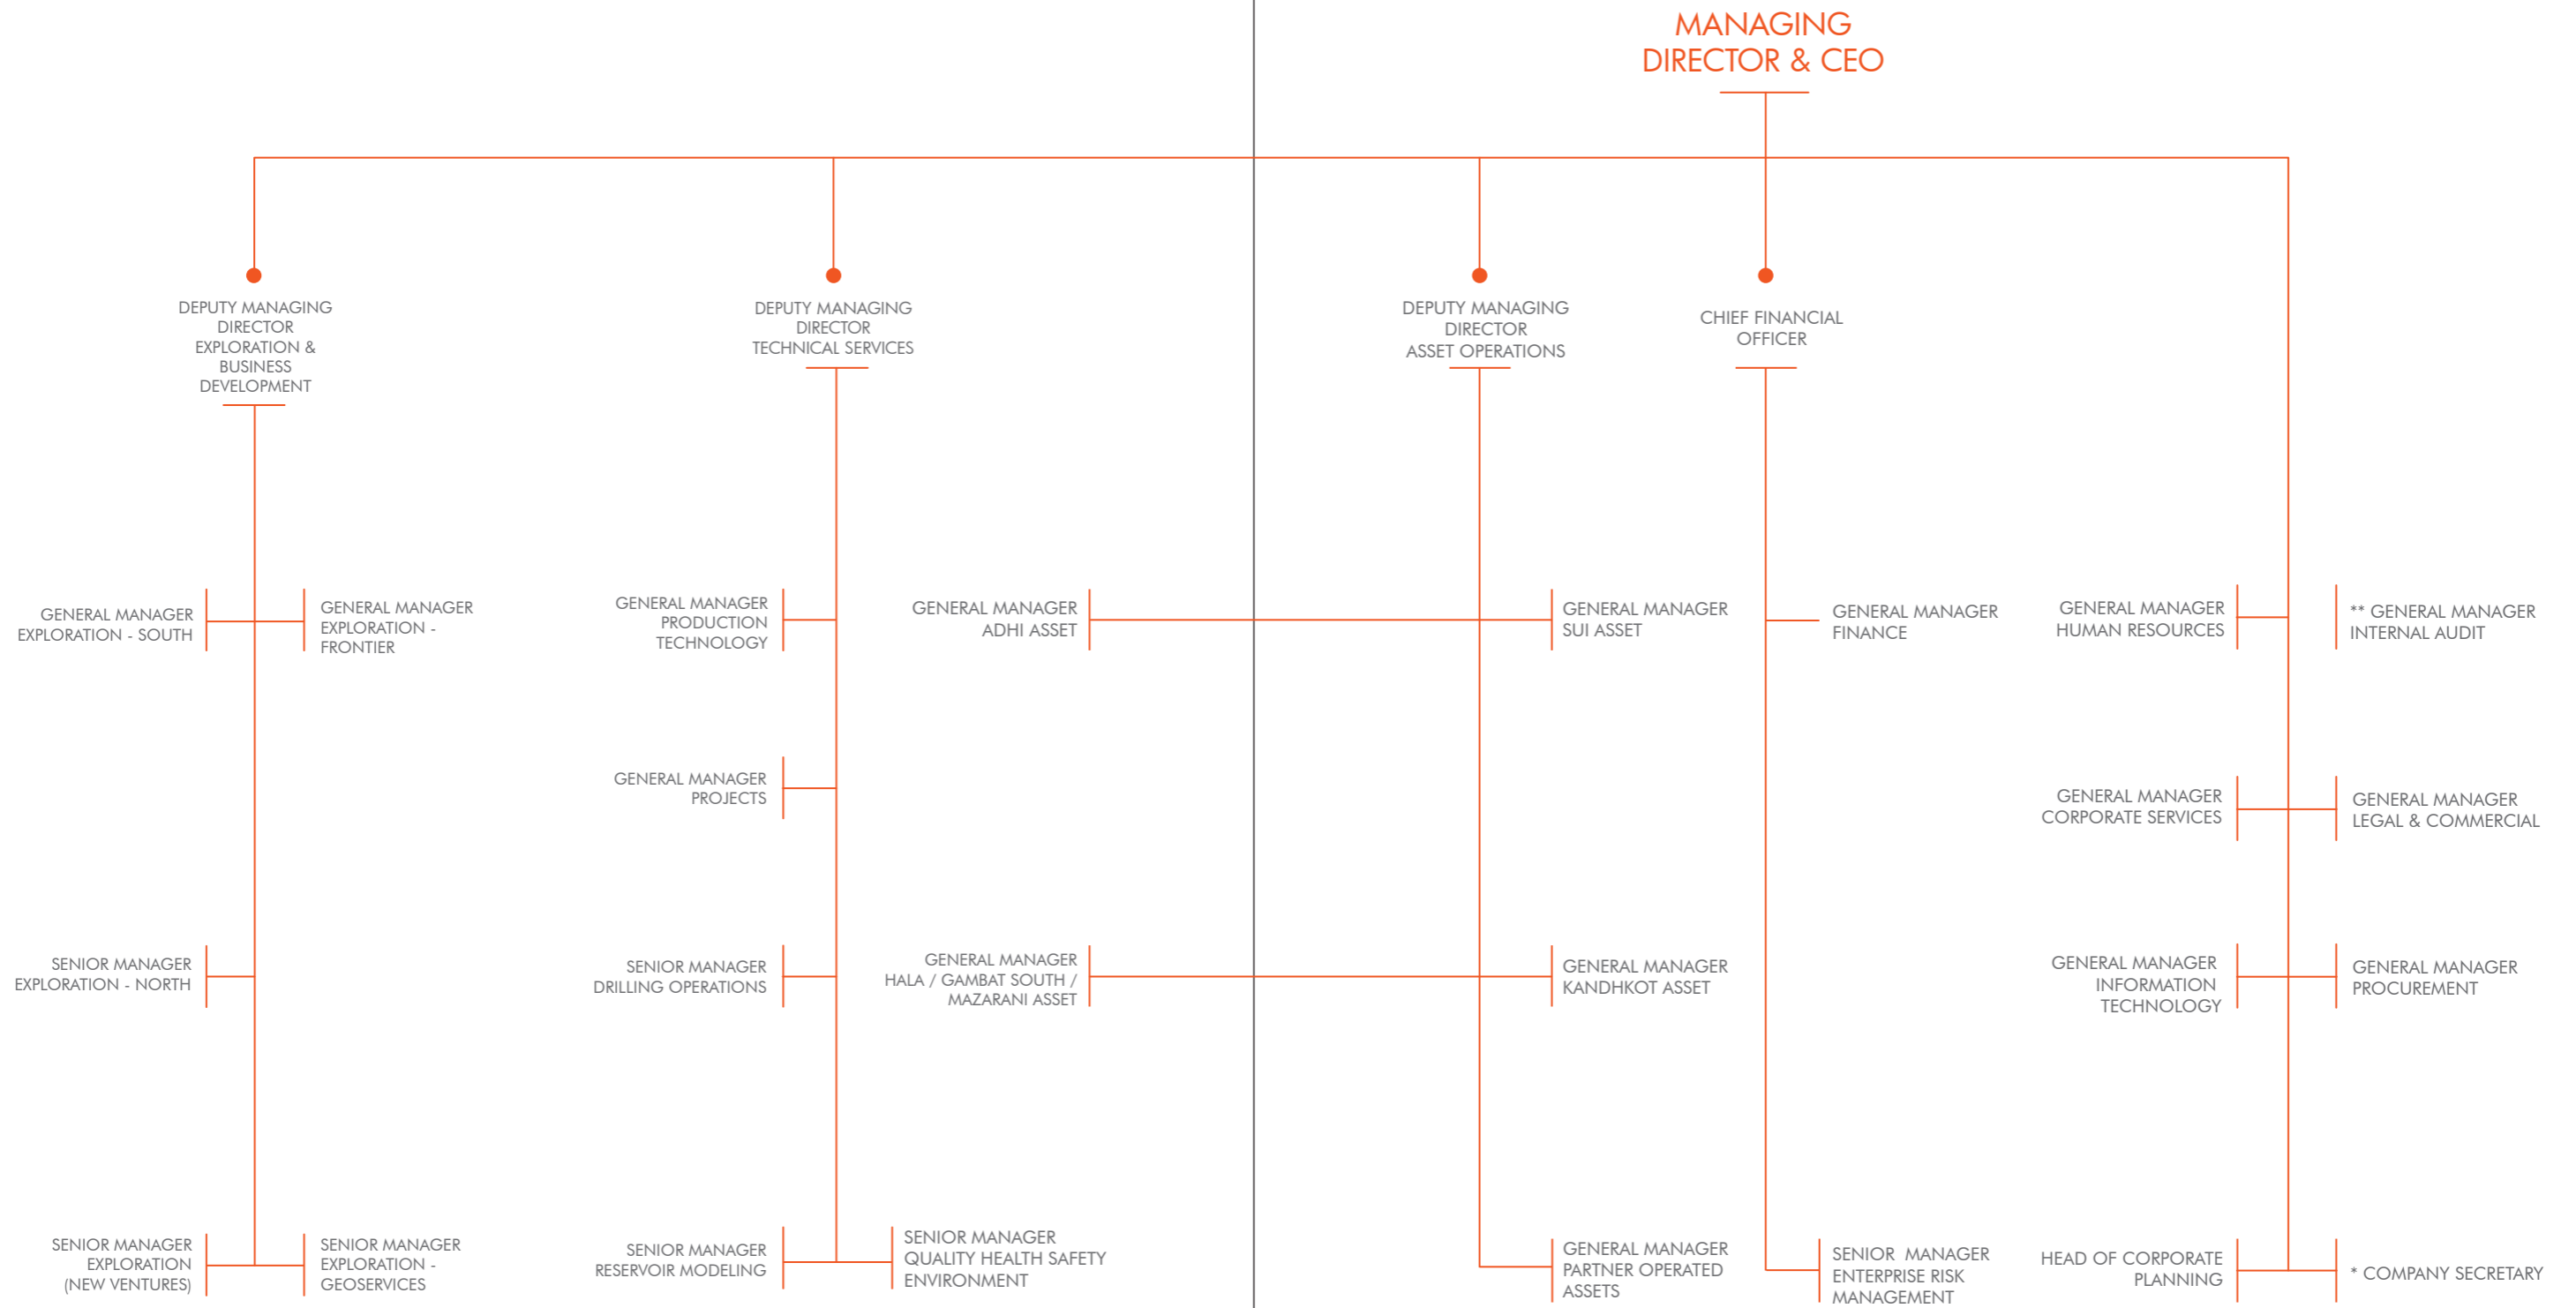 MANAGING
DIRECTOR & CEO
DEPUTY MANAGING
DIRECTOR
EXPLORATION &
BUSINESS
DEVELOPMENT
DEPUTY MANAGING
DIRECTOR
TECHNICAL SERVICES
DEPUTY MANAGING
DIRECTOR
ASSET OPERATIONS
CHIEF FINANCIAL
OFFICER
GENERAL MANAGER
EXPLORATION - SOUTH
GENERAL MANAGER
EXPLORATION -
FRONTIER
GENERAL MANAGER
PRODUCTION
TECHNOLOGY
GENERAL MANAGER
ADHI ASSET
GENERAL MANAGER
SUI ASSET
GENERAL MANAGER
FINANCE
GENERAL MANAGER
HUMAN RESOURCES
** GENERAL MANAGER
INTERNAL AUDIT
GENERAL MANAGER
PROJECTS
GENERAL MANAGER
CORPORATE SERVICES
GENERAL MANAGER
LEGAL & COMMERCIAL
SENIOR MANAGER
EXPLORATION - NORTH
SENIOR MANAGER
DRILLING OPERATIONS
GENERAL MANAGER
HALA / GAMBAT SOUTH /
MAZARANI ASSET
GENERAL MANAGER
KANDHKOT ASSET
GENERAL MANAGER
INFORMATION
TECHNOLOGY
GENERAL MANAGER
PROCUREMENT
SENIOR MANAGER
EXPLORATION
(NEW VENTURES)
SENIOR MANAGER
EXPLORATION -
GEOSERVICES
SENIOR MANAGER
RESERVOIR MODELING
SENIOR MANAGER
QUALITY HEALTH SAFETY
ENVIRONMENT
GENERAL MANAGER
PARTNER OPERATED
ASSETS
SENIOR MANAGER
ENTERPRISE RISK
MANAGEMENT
HEAD OF CORPORATE
PLANNING
* COMPANY SECRETARY